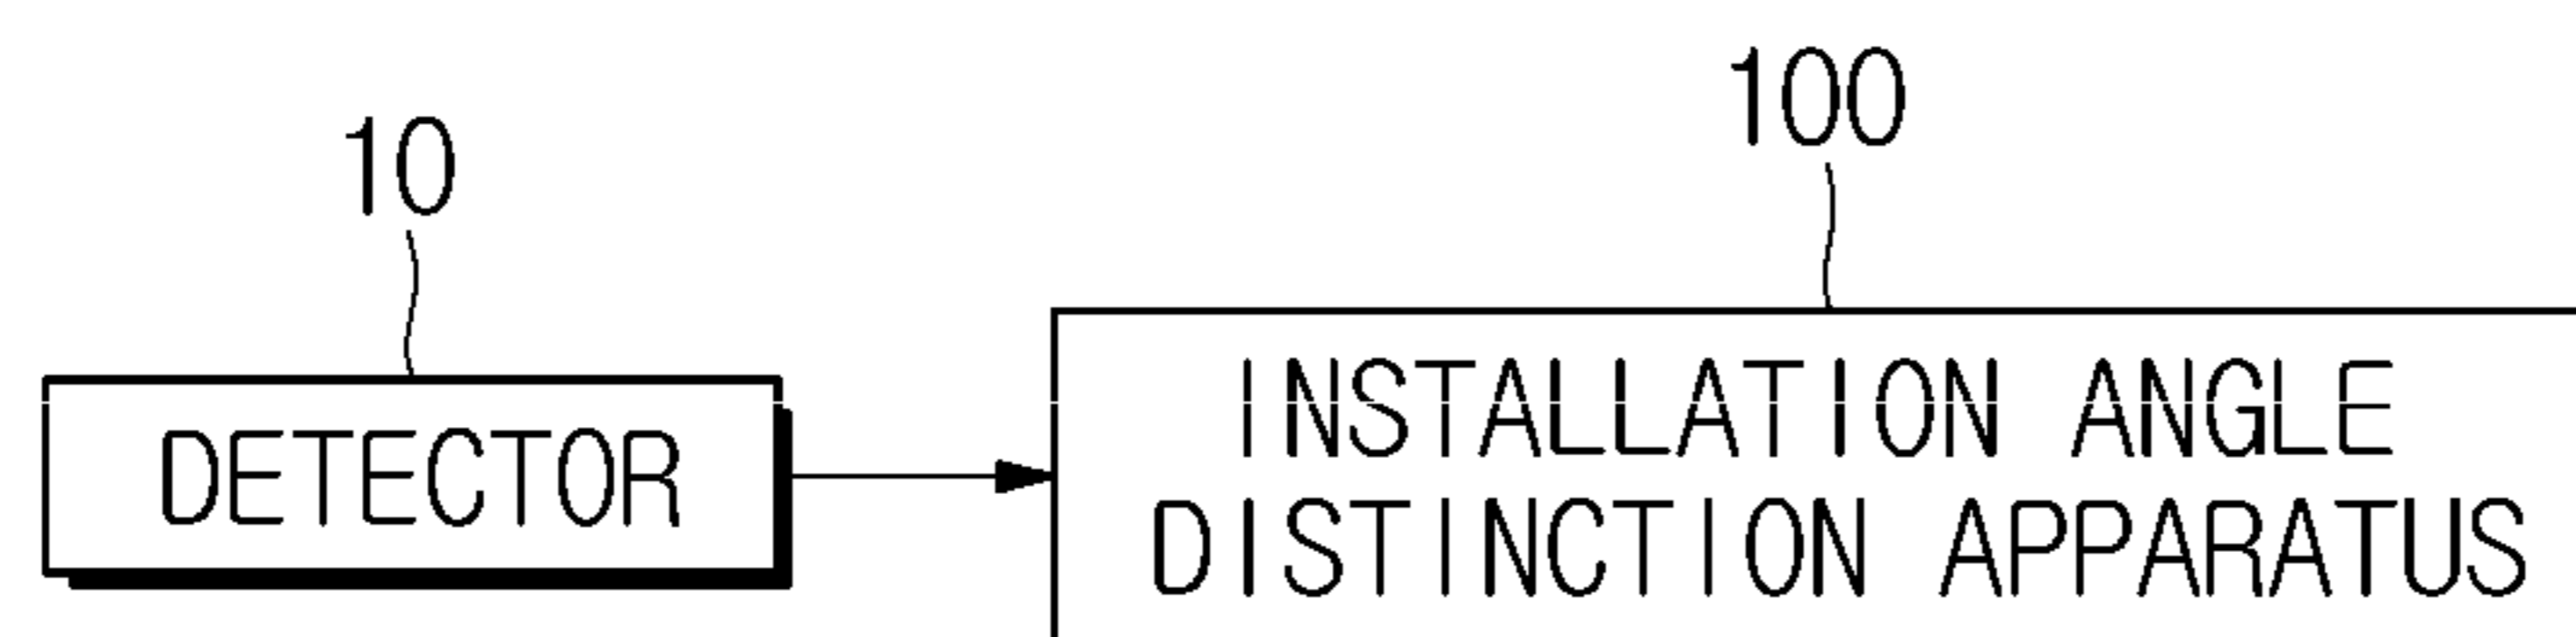 100
10
INSTALLATION ANGLE
DETECTOR
DISTINCTION APPARATUS